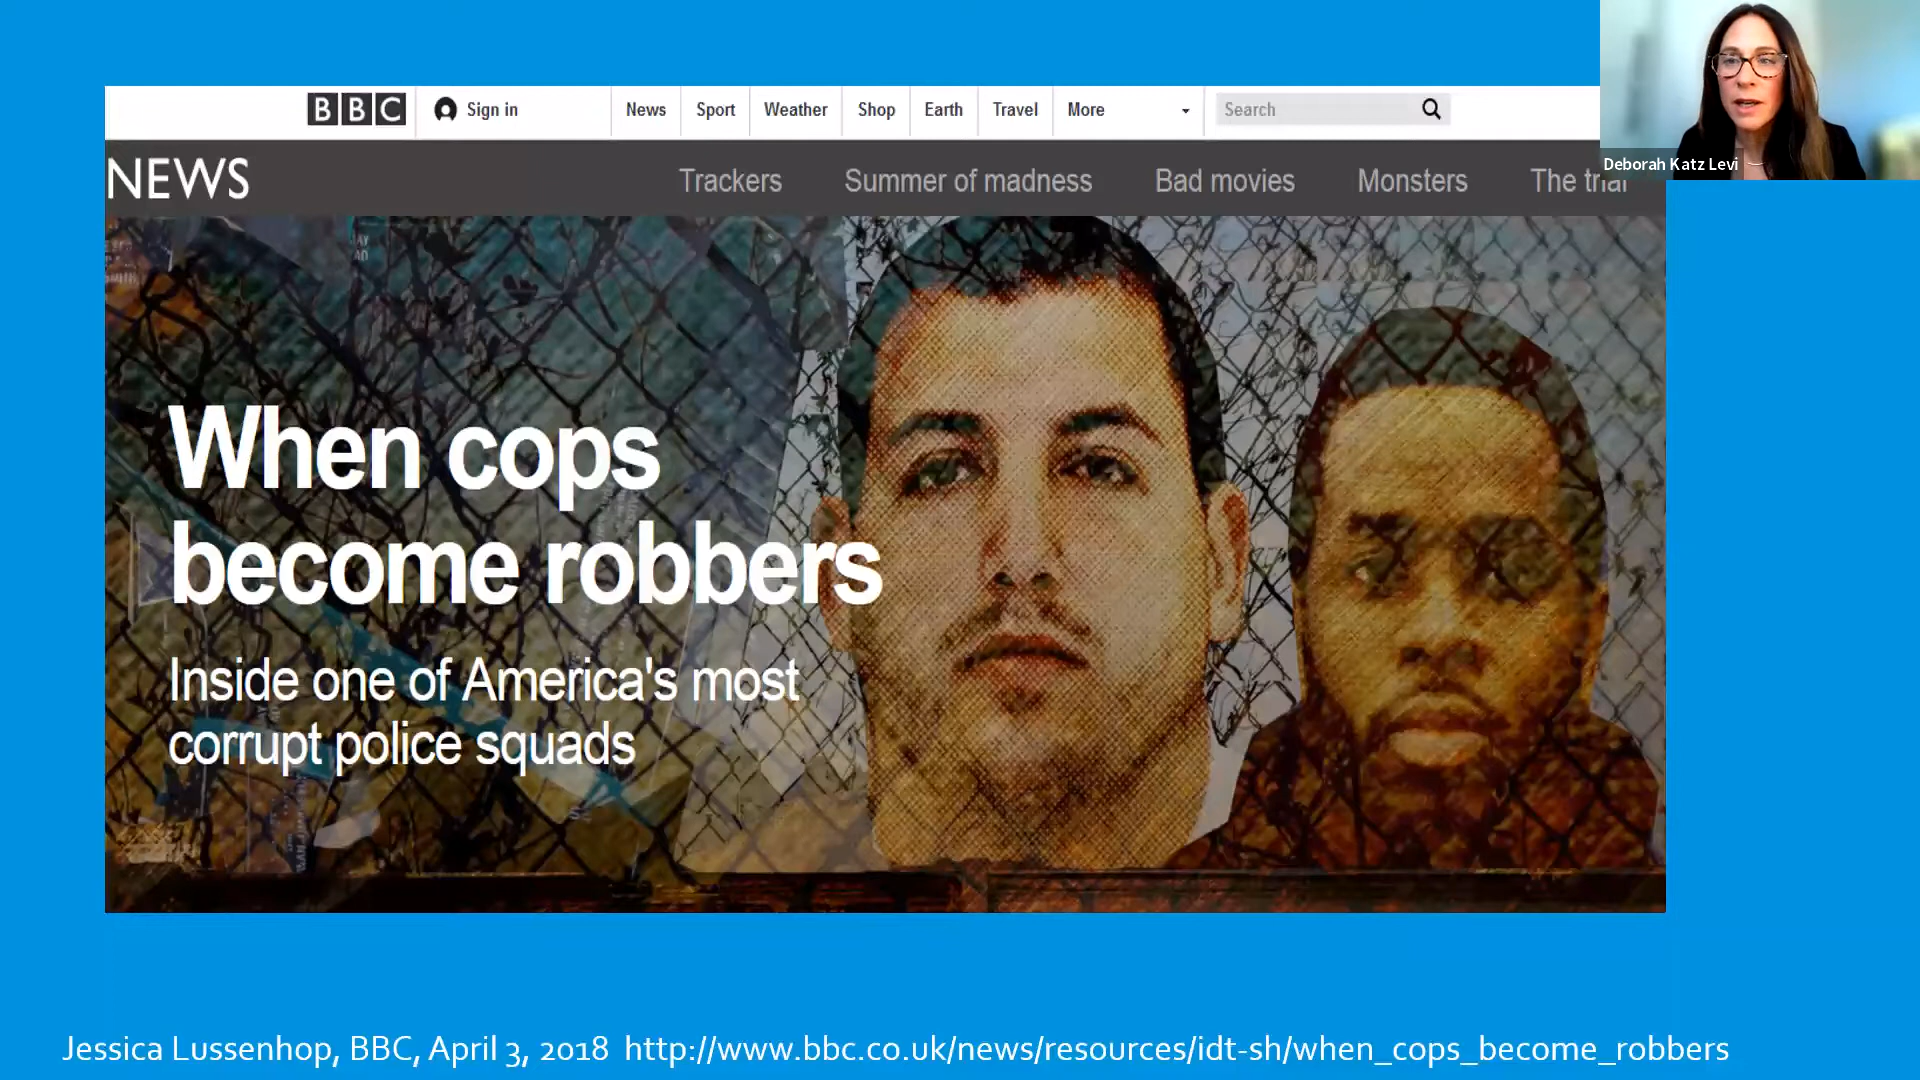 BBC Sign in News Sport Weather Shop Earth Travel More Search
Deborah Katz Levi
NEWS Trackers Summer of madness Bad movies Monsters The trial
When cops
become robbers
Inside one of America's most
corrupt police squads
Jessica Lussenhop, BBC, April 3, 2018 http://www.bbc.co.uk/news/resources/idt-sh/when_cops_become_robbers